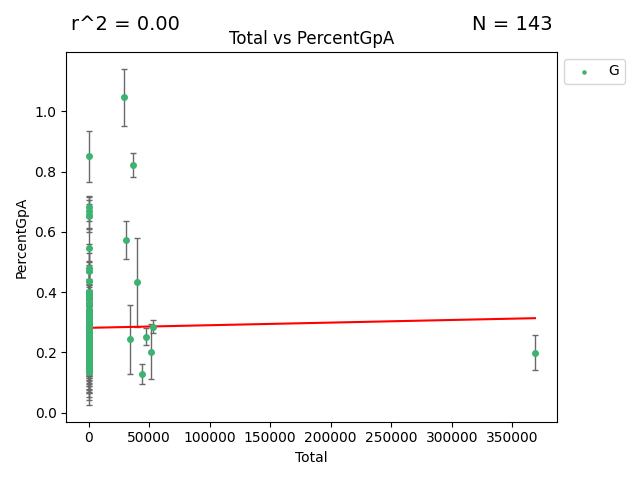 r^2 = 0.00
N = 143
Total vs PercentGpA
G
PercentGpA
1.0
0.8
0.6
0.4
0.2
0.0
0
50000
100000
150000
200000
250000
300000
350000
Total